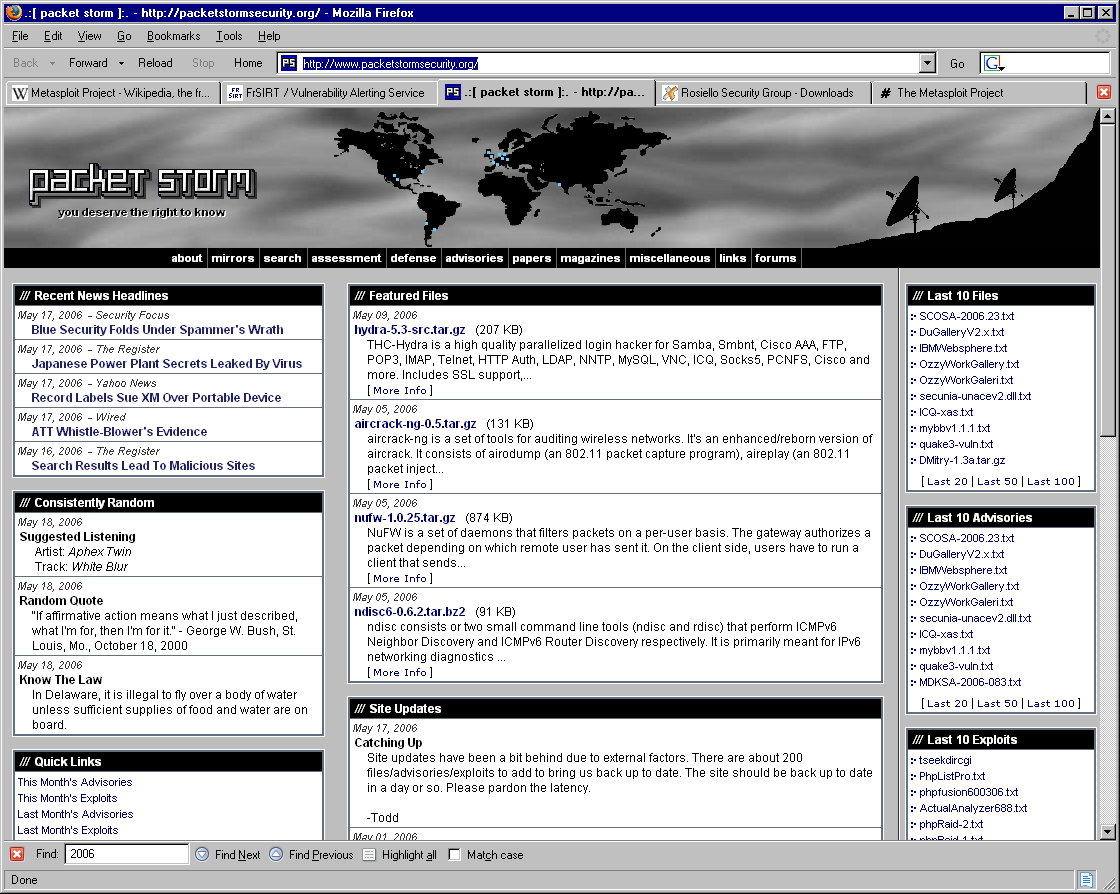 .:[ packet storm ]:. - http://packetstormsecurity.org/ - Mozilla Firefox
File Edit View Go Bookmarks Tools Help
Back Forward Reload Stop Home PS http://www.packetstormsecurity.org/ Go G
W Metasploit Project - Wikipedia, the fr... FR SIRT FrSIRT / Vulnerability Alerting Service PS .:[ packet storm ]:. - http://pa... Rosiello Security Group - Downloads # The Metasploit Project
packet storm
you deserve the right to know
about mirrors search assessment defense advisories papers magazines miscellaneous links forums
/// Recent News Headlines
May 17, 2006 - Security Focus
Blue Security Folds Under Spammer's Wrath
May 17, 2006 - The Register
Japanese Power Plant Secrets Leaked By Virus
May 17, 2006 - Yahoo News
Record Labels Sue XM Over Portable Device
May 17, 2006 - Wired
ATT Whistle-Blower's Evidence
May 16, 2006 - The Register
Search Results Lead To Malicious Sites
/// Consistently Random
May 18, 2006
Suggested Listening
Artist: Aphex Twin
Track: White Blur
May 18, 2006
Random Quote
"If affirmative action means what I just described,
what I'm for, then I'm for it." - George W. Bush, St.
Louis, Mo., October 18, 2000
May 18, 2006
Know The Law
In Delaware, it is illegal to fly over a body of water
unless sufficient supplies of food and water are on
board.
/// Quick Links
This Month's Advisories
This Month's Exploits
Last Month's Advisories
Last Month's Exploits
/// Featured Files
May 09, 2006
hydra-5.3-src.tar.gz (207 KB)
THC-Hydra is a high quality parallelized login hacker for Samba, Smbnt, Cisco AAA, FTP,
POP3, IMAP, Telnet, HTTP Auth, LDAP, NNTP, MySQL, VNC, ICQ, Socks5, PCNFS, Cisco and
more. Includes SSL support,...
[ More Info ]
May 05, 2006
aircrack-ng-0.5.tar.gz (131 KB)
aircrack-ng is a set of tools for auditing wireless networks. It's an enhanced/reborn version of
aircrack. It consists of airodump (an 802.11 packet capture program), aireplay (an 802.11
packet inject...
[ More Info ]
May 05, 2006
nufw-1.0.25.tar.gz (874 KB)
NuFW is a set of daemons that filters packets on a per-user basis. The gateway authorizes a
packet depending on which remote user has sent it. On the client side, users have to run a
client that sends...
[ More Info ]
May 05, 2006
ndisc6-0.6.2.tar.bz2 (91 KB)
ndisc consists or two small command line tools (ndisc and rdisc) that perform ICMPv6
Neighbor Discovery and ICMPv6 Router Discovery respectively. It is primarily meant for IPv6
networking diagnostics ...
[ More Info ]
/// Site Updates
May 17, 2006
Catching Up
Site updates have been a bit behind due to external factors. There are about 200
files/advisories/exploits to add to bring us back up to date. The site should be back up to date
in a day or so. Please pardon the latency.
-Todd
May 01, 2006
/// Last 10 Files
SCOSA-2006.23.txt
DuGalleryV2.x.txt
IBMWebsphere.txt
OzzyWorkGallery.txt
OzzyWorkGaleri.txt
secunia-unacev2.dll.txt
ICQ-xas.txt
mybbv1.1.1.txt
quake3-vuln.txt
DMitry-1.3a.tar.gz
[ Last 20 | Last 50 | Last 100 ]
/// Last 10 Advisories
SCOSA-2006.23.txt
DuGalleryV2.x.txt
IBMWebsphere.txt
OzzyWorkGallery.txt
OzzyWorkGaleri.txt
secunia-unacev2.dll.txt
ICQ-xas.txt
mybbv1.1.1.txt
quake3-vuln.txt
MDKSA-2006-083.txt
[ Last 20 | Last 50 | Last 100 ]
/// Last 10 Exploits
tseekdircgi
PhpListPro.txt
phpfusion600306.txt
ActualAnalyzer688.txt
phpRaid-2.txt
phpRaid-1.txt
Find: 2006 Find Next Find Previous Highlight all Match case
Done